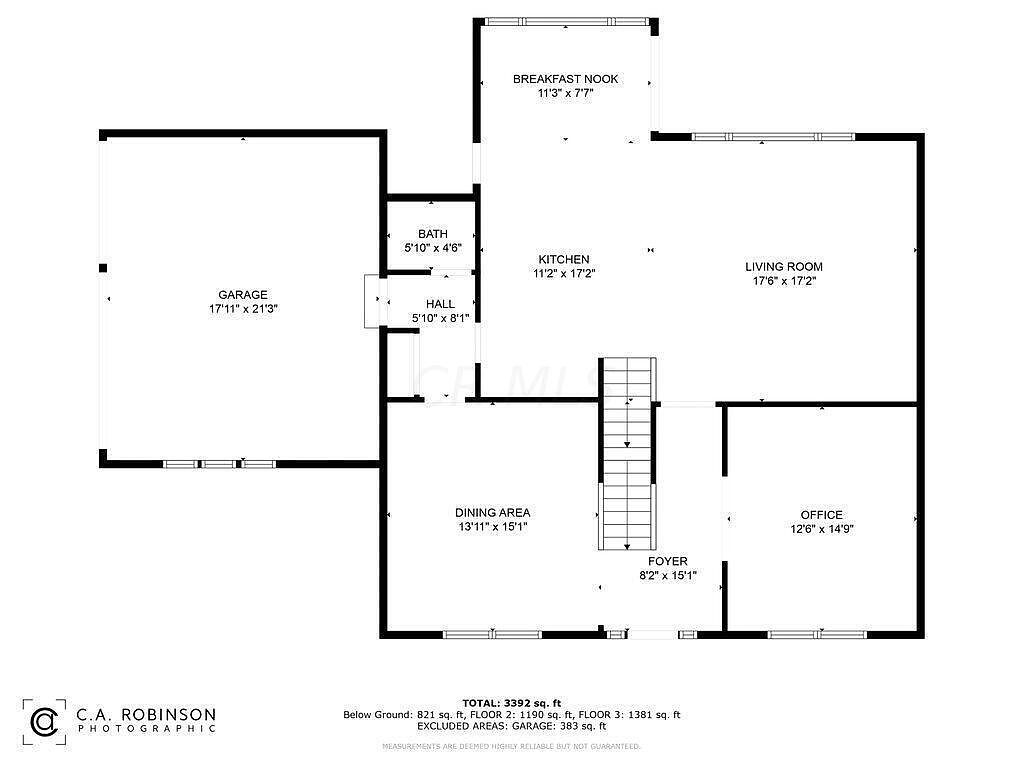 BREAKFAST NOOK
11'3" x 7'7"
BATH
5'10" x 4'6"
KITCHEN
11'2" x 17'2"
LIVING ROOM
17'6" x 17'2"
GARAGE
17'11" x 21'3"
HALL
5'10" x 8'1"
CR MLS
DINING AREA
13'11" x 15'1"
OFFICE
12'6" x 14'9"
FOYER
8'2" x 15'1"
C.A. ROBINSON
PHOTOGRAPHIC
TOTAL: 3392 sq. ft
Below Ground: 821 sq. ft, FLOOR 2: 1190 sq. ft, FLOOR 3: 1381 sq. ft
EXCLUDED AREAS: GARAGE: 383 sq. ft
MEASUREMENTS ARE DEEMED HIGHLY RELIABLE BUT NOT GUARANTEED.